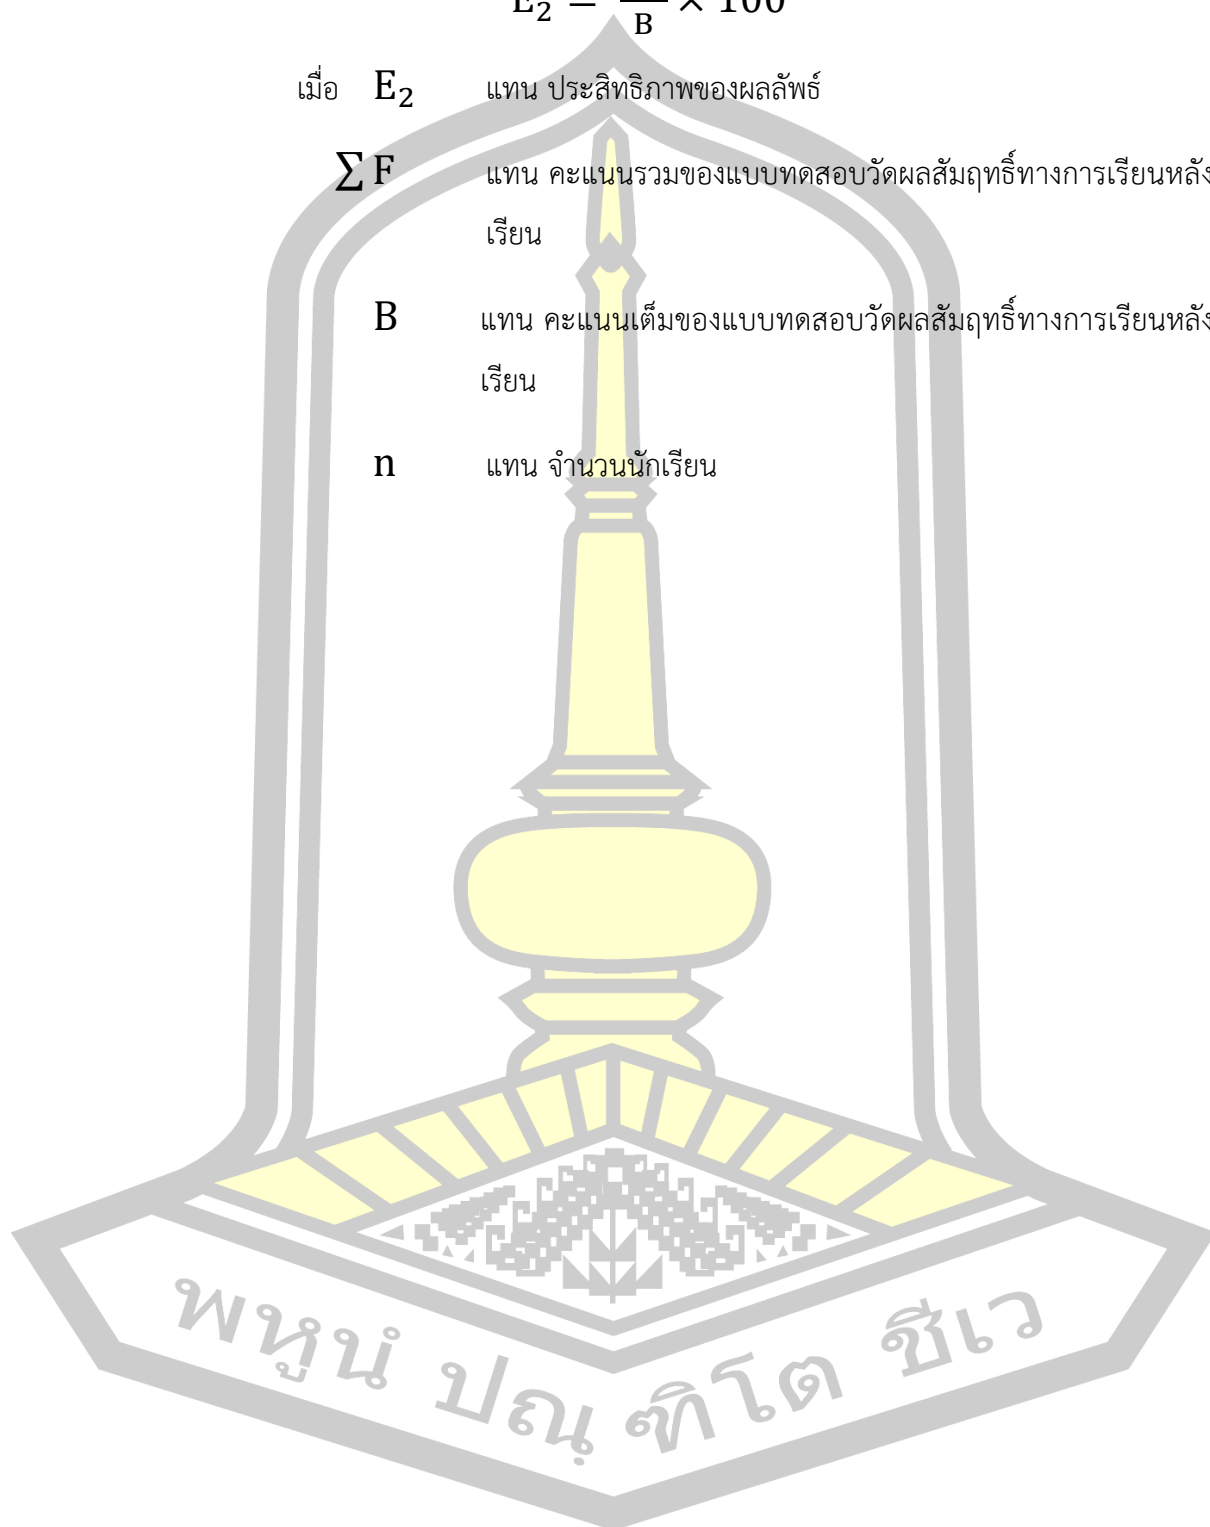 E₂ = — B × 100
เมื่อ E₂ แทน ประสิทธิภาพของผลลัพธ์
∑ F แทน คะแนนรวมของแบบทดสอบวัดผลสัมฤทธิ์ทางการเรียนหลัง
เรียน
B แทน คะแนนเต็มของแบบทดสอบวัดผลสัมฤทธิ์ทางการเรียนหลัง
เรียน
n แทน จำนวนนักเรียน
พหูนํ ปณฺฑิโต ชีเว